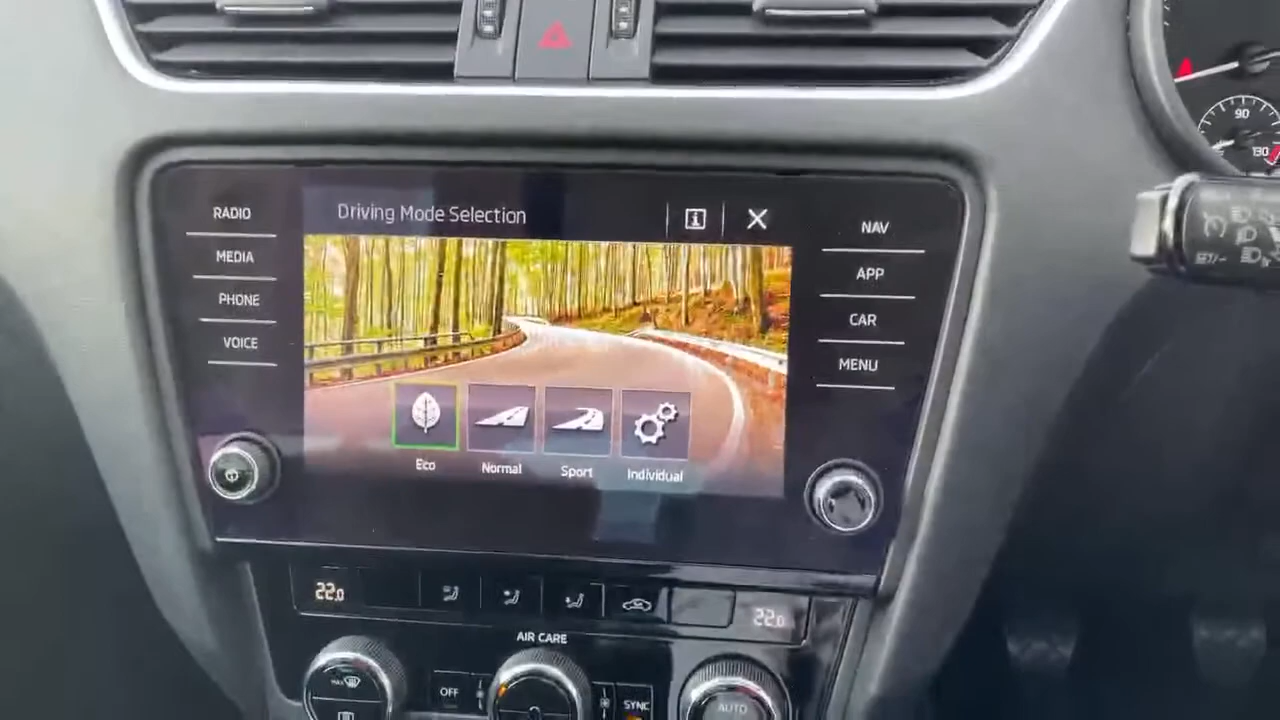 RADIO
MEDIA
PHONE
VOICE
Driving Mode Selection
NAV
APP
CAR
MENU
Eco
Normal
Sport
Individual
22.0
22.0
AIR CARE
MAX
OFF
SYNC
AUTO
90
130